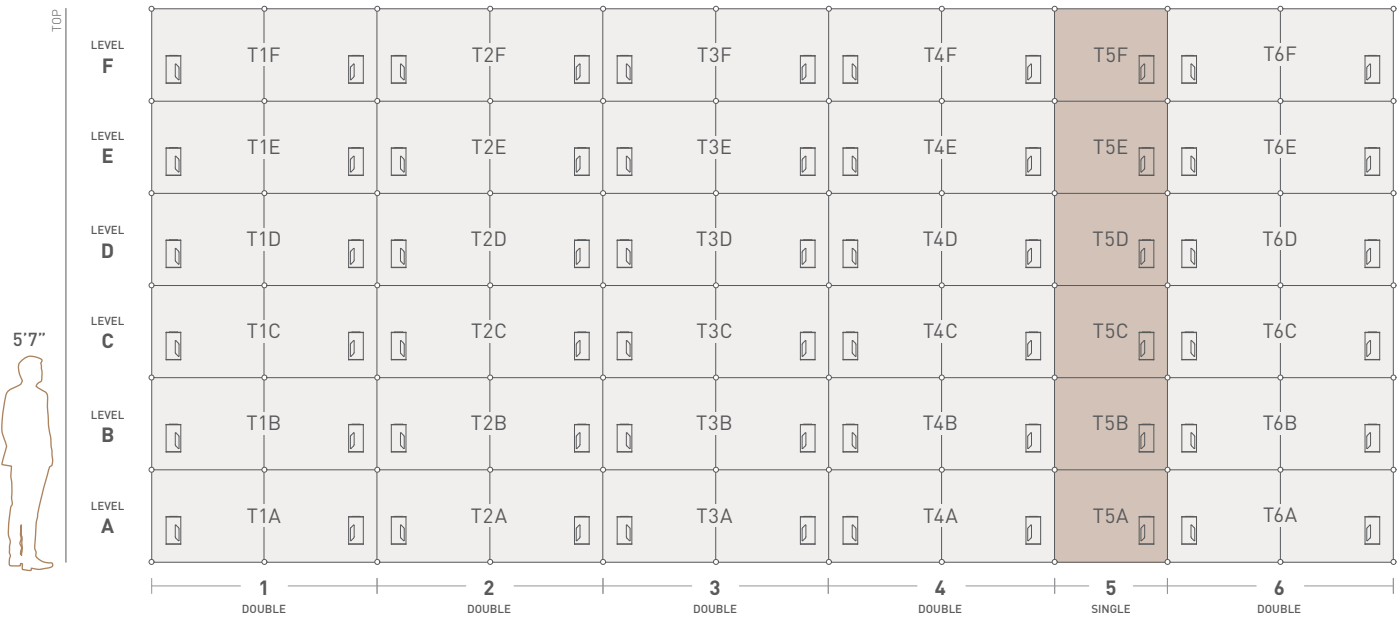 TOP
LEVEL
F
T1F T2F T3F T4F T5F T6F
LEVEL
E
T1E T2E T3E T4E T5E T6E
LEVEL
D
T1D T2D T3D T4D T5D T6D
5’7”
LEVEL
C
T1C T2C T3C T4C T5C T6C
LEVEL
B
T1B T2B T3B T4B T5B T6B
LEVEL
A
T1A T2A T3A T4A T5A T6A
1 2 3 4 5 6
DOUBLE DOUBLE DOUBLE DOUBLE SINGLE DOUBLE